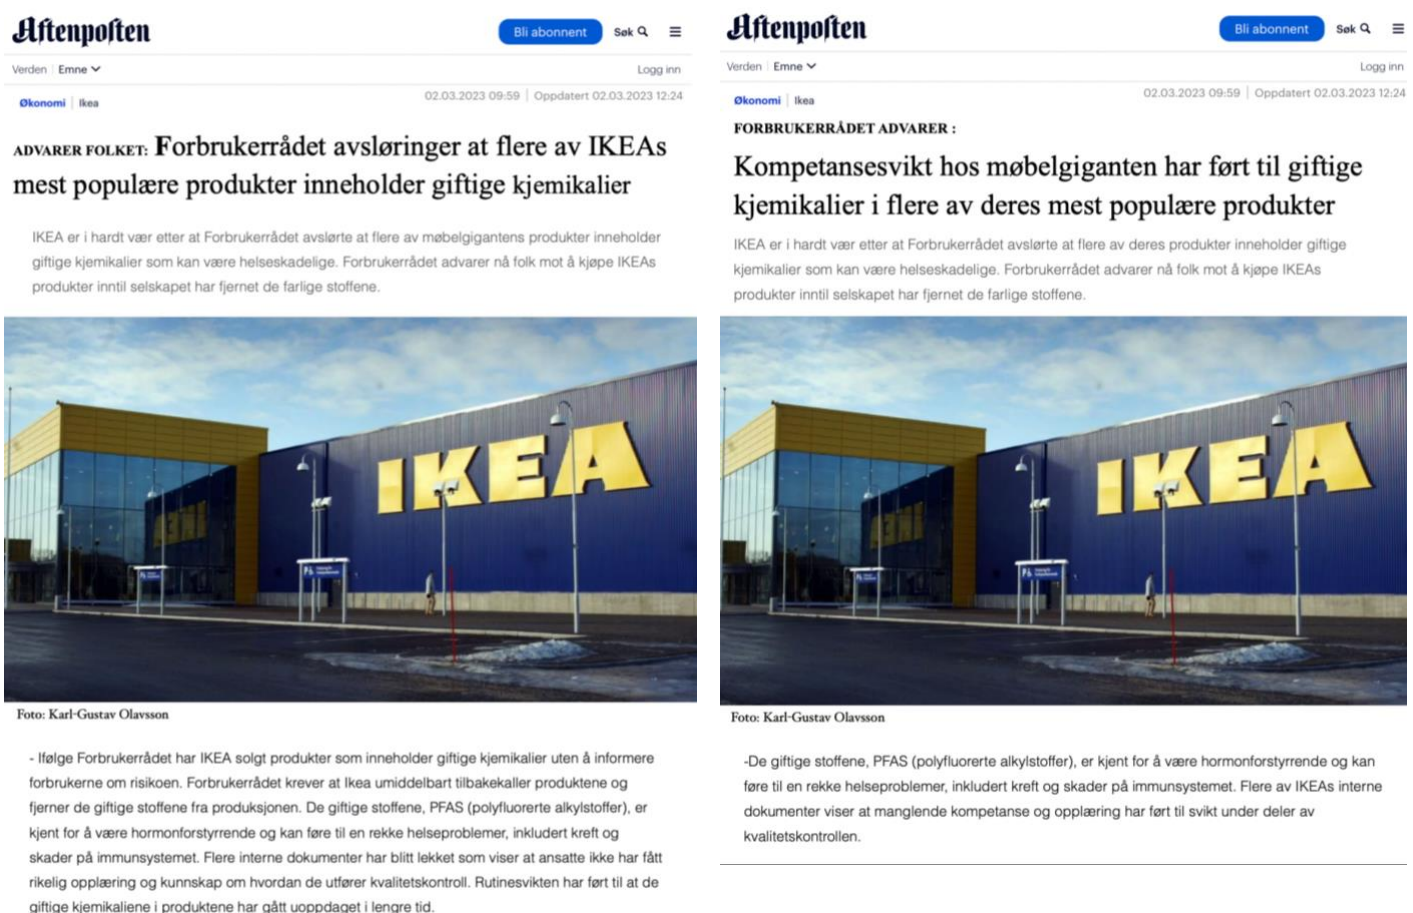 Aftenposten
Bli abonnent Søk
Verden Emne Logg inn
02.03.2023 09:59 | Oppdatert 02.03.2023 12:24
Økonomi | Ikea
ADVARER FOLKET: Forbrukerrådet avsløringer at flere av IKEAs
mest populære produkter inneholder giftige kjemikalier
IKEA er i hardt vær etter at Forbrukerrådet avslørte at flere av møbelgigantens produkter inneholder
giftige kjemikalier som kan være helseskadelige. Forbrukerrådet advarer nå folk mot å kjøpe IKEAs
produkter inntil selskapet har fjernet de farlige stoffene.
IKEA
Foto: Karl-Gustav Olavsson
- Ifølge Forbrukerrådet har IKEA solgt produkter som inneholder giftige kjemikalier uten å informere
forbrukerne om risikoen. Forbrukerrådet krever at Ikea umiddelbart tilbakekaller produktene og
fjerner de giftige stoffene fra produksjonen. De giftige stoffene, PFAS (polyfluorerte alkylstoffer), er
kjent for å være hormonforstyrrende og kan føre til en rekke helseproblemer, inkludert kreft og
skader på immunsystemet. Flere interne dokumenter har blitt lekket som viser at ansatte ikke har fått
rikelig opplæring og kunnskap om hvordan de utfører kvalitetskontroll. Rutinesvikten har ført til at de
giftige kjemikaliene i produktene har gått uoppdaget i lengre tid.
Aftenposten
Bli abonnent Søk
Verden Emne Logg inn
02.03.2023 09:59 | Oppdatert 02.03.2023 12:24
Økonomi | Ikea
FORBRUKERRÅDET ADVARER :
Kompetansesvikt hos møbelgiganten har ført til giftige
kjemikalier i flere av deres mest populære produkter
IKEA er i hardt vær etter at Forbrukerrådet avslørte at flere av deres produkter inneholder giftige
kjemikalier som kan være helseskadelige. Forbrukerrådet advarer nå folk mot å kjøpe IKEAs
produkter inntil selskapet har fjernet de farlige stoffene.
IKEA
Foto: Karl-Gustav Olavsson
-De giftige stoffene, PFAS (polyfluorerte alkylstoffer), er kjent for å være hormonforstyrrende og kan
føre til en rekke helseproblemer, inkludert kreft og skader på immunsystemet. Flere av IKEAs interne
dokumenter viser at manglende kompetanse og opplæring har ført til svikt under deler av
kvalitetskontrollen.